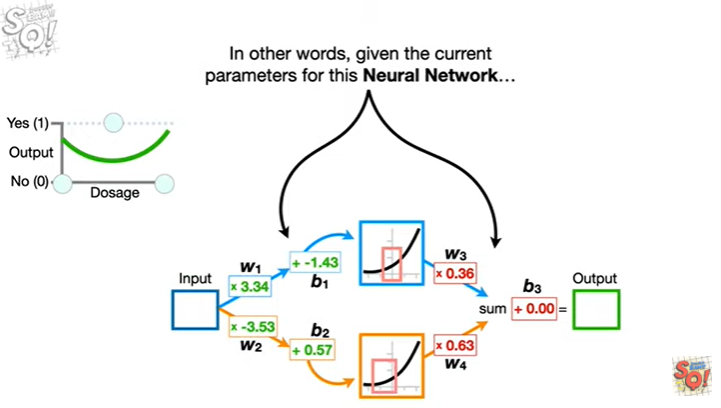 SQ!
In other words, given the current
parameters for this Neural Network...
Yes (1)
Output
No (0)
Dosage
Input
W1
x 3.34
x -3.53
W2
+ -1.43
b1
b2
+ 0.57
W3
x 0.36
x 0.63
W4
sum
b3
+ 0.00
=
Output
SQ!